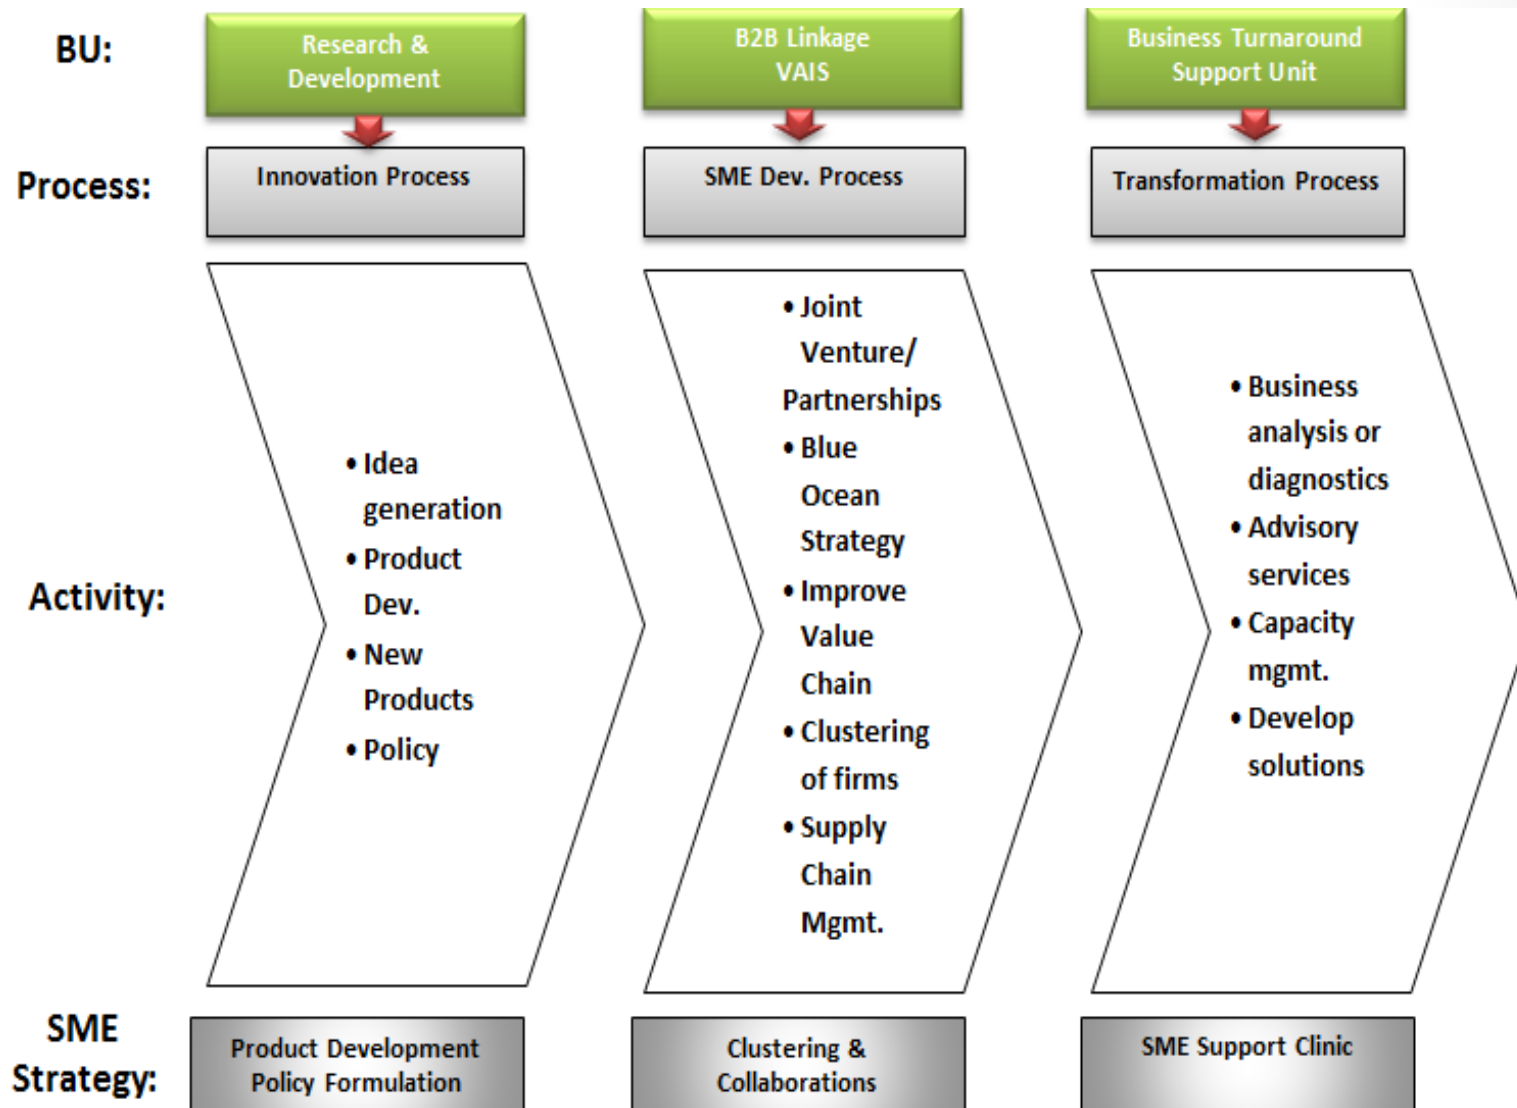 BU:
Research &
Development
B2B Linkage
VAIS
Business Turnaround
Support Unit
Process:
Innovation Process
SME Dev. Process
Transformation Process
Activity:
• Idea
generation
• Product
Dev.
• New
Products
• Policy
• Joint
Venture/
Partnerships
• Blue
Ocean
Strategy
• Improve
Value
Chain
• Clustering
of firms
• Supply
Chain
Mgmt.
• Business
analysis or
diagnostics
• Advisory
services
• Capacity
mgmt.
• Develop
solutions
SME
Strategy:
Product Development
Policy Formulation
Clustering &
Collaborations
SME Support Clinic